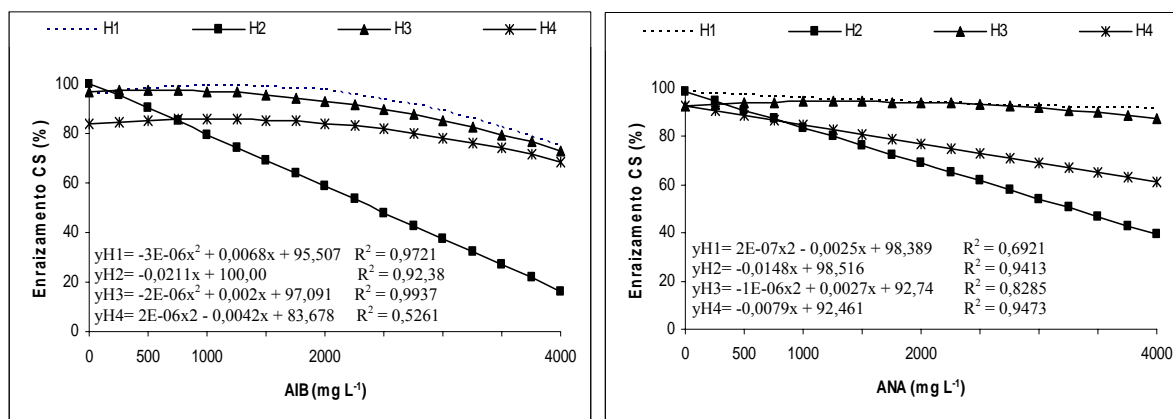 H1 H2 H3 H4
Enraizamento CS (%)
100
80
60
40
20
0
yH1= -3E-06x² + 0,0068x + 95,507 R² = 0,9721
yH2= -0,0211x + 100,00 R² = 0,92,38
yH3= -2E-06x² + 0,002x + 97,091 R² = 0,9937
yH4= 2E-06x2 - 0,0042x + 83,678 R² = 0,5261
0 500 1000 2000 4000
AIB (mg L⁻¹)
H1 H2 H3 H4
Enraizamento CS (%)
100
80
60
40
20
0
yH1= 2E-07x2 - 0,0025x + 98,389 R² = 0,6921
yH2= -0,0148x + 98,516 R² = 0,9413
yH3= -1E-06x2 + 0,0027x + 92,74 R² = 0,8285
yH4= -0,0079x + 92,461 R² = 0,9473
0 500 1000 2000 4000
ANA (mg L⁻¹)